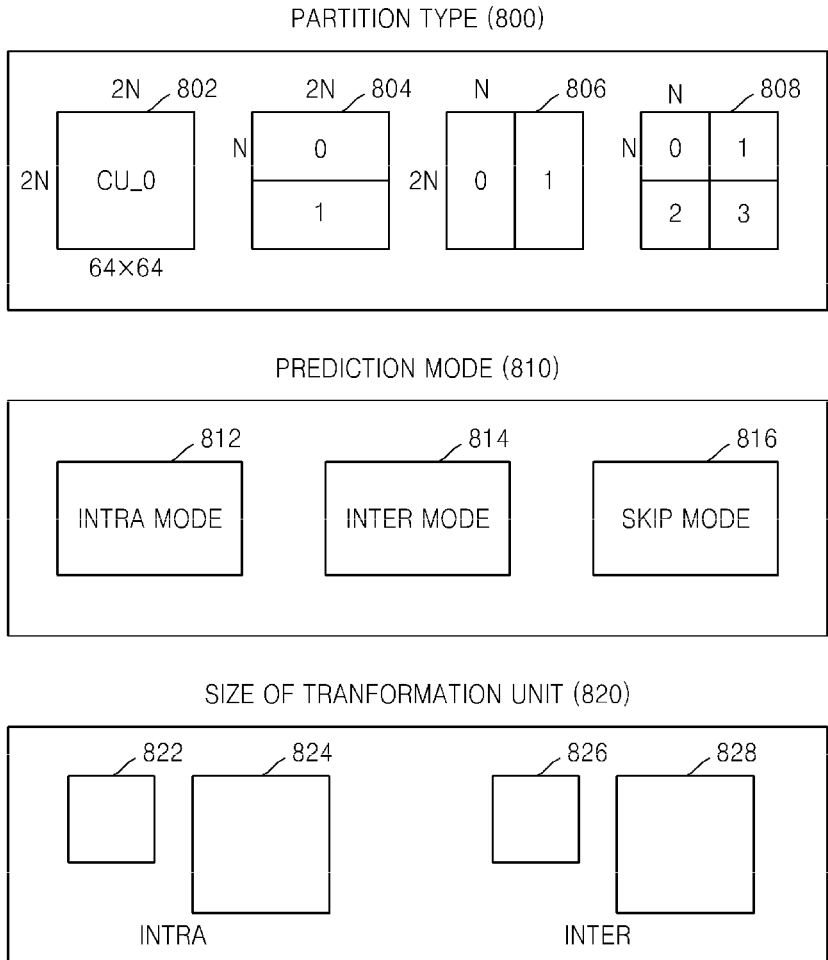 PARTITION TYPE (800)
2N 802 2N 804 N 806 N 808
2N CU_0 N 0 2N 0 1 N 0 1
1 2 3
64×64
PREDICTION MODE (810)
812 814 816
INTRA MODE INTER MODE SKIP MODE
SIZE OF TRANFORMATION UNIT (820)
822 824 826 828
INTRA INTER